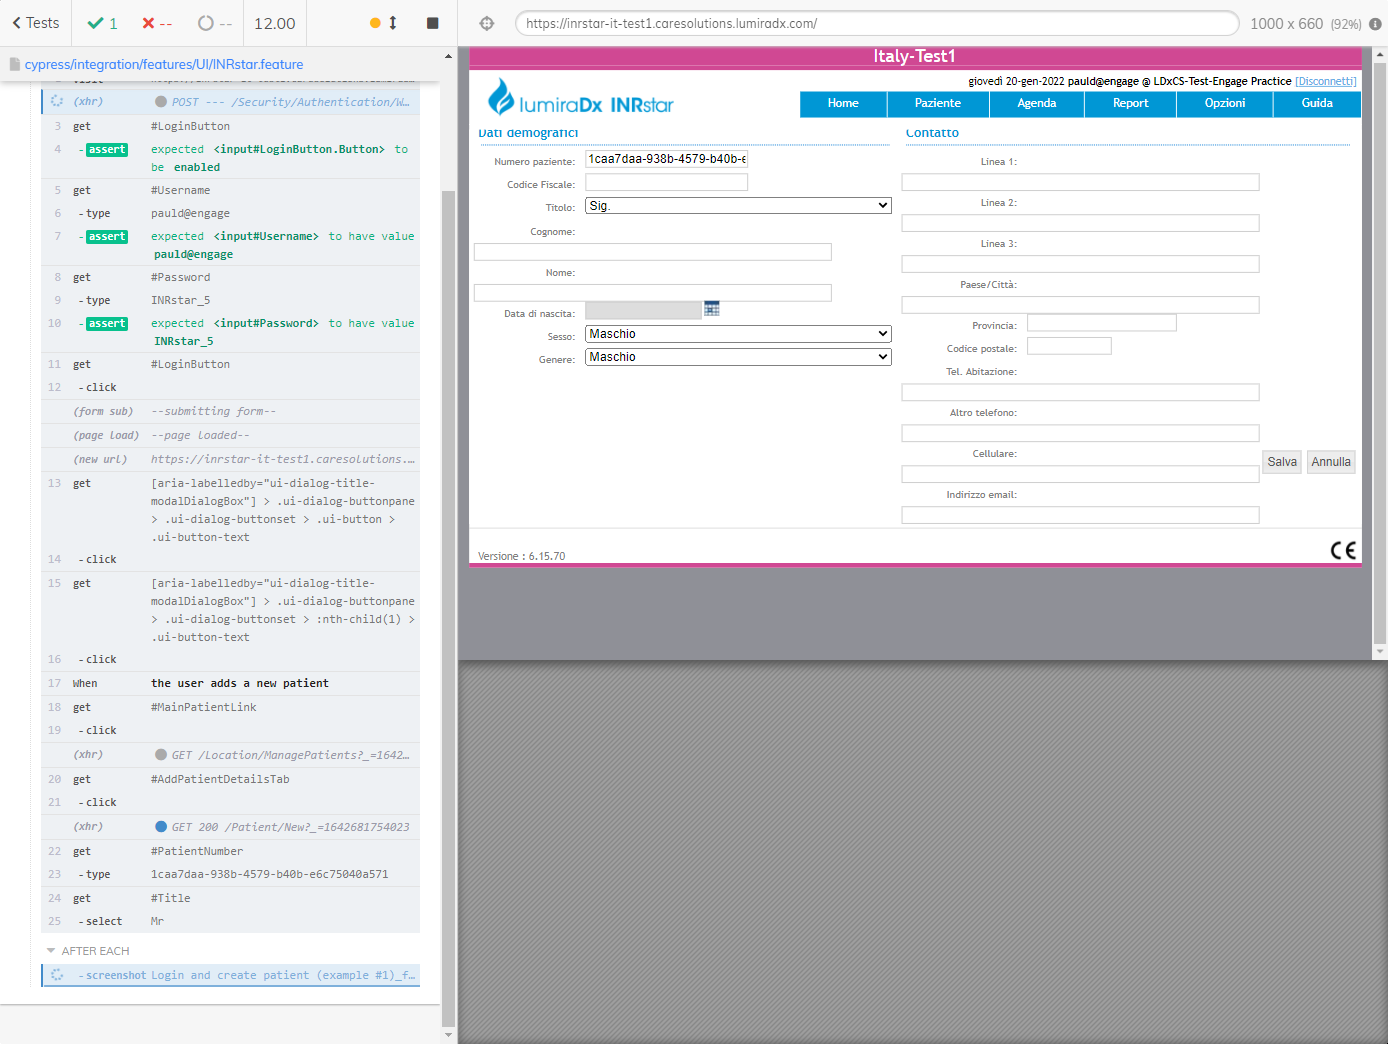 Tests
1
--
--
12.00
https://inrstar-it-test1.caresolutions.lumiradx.com/
1000 x 660 (92%)
cypress/integration/features/UI/INRstar.feature
(xhr) POST --- /Security/Authentication/W…
3 get #LoginButton
4 -assert expected <input#LoginButton.Button> to
be enabled
5 get #Username
6 -type pauld@engage
7 -assert expected <input#Username> to have value
pauld@engage
8 get #Password
9 -type INRstar_5
10 -assert expected <input#Password> to have value
INRstar_5
11 get #LoginButton
12 -click
(form sub) --submitting form--
(page load) --page loaded--
(new url) https://inrstar-it-test1.caresolutions.…
13 get [aria-labelledby="ui-dialog-title-
modalDialogBox"] > .ui-dialog-buttonpane
> .ui-dialog-buttonset > .ui-button >
.ui-button-text
14 -click
15 get [aria-labelledby="ui-dialog-title-
modalDialogBox"] > .ui-dialog-buttonpane
> .ui-dialog-buttonset > :nth-child(1) >
.ui-button-text
16 -click
17 When the user adds a new patient
18 get #MainPatientLink
19 -click
(xhr) GET /Location/ManagePatients?_=1642…
20 get #AddPatientDetailsTab
21 -click
(xhr) GET 200 /Patient/New?_=1642681754023
22 get #PatientNumber
23 -type 1caa7daa-938b-4579-b40b-e6c75040a571
24 get #Title
25 -select Mr
AFTER EACH
-screenshot Login and create patient (example #1)_f…
Italy-Test1
giovedì 20-gen-2022 pauld@engage @ LDxCS-Test-Engage Practice [Disconnetti]
lumiraDx INRstar
Home Paziente Agenda Report Opzioni Guida
Dati demografici
Numero paziente: 1caa7daa-938b-4579-b40b-e
Codice Fiscale:
Titolo: Sig.
Cognome:
Nome:
Data di nascita:
Sesso: Maschio
Genere: Maschio
Contatto
Linea 1:
Linea 2:
Linea 3:
Paese/Città:
Provincia:
Codice postale:
Tel. Abitazione:
Altro telefono:
Cellulare:
Indirizzo email:
Salva Annulla
Versione : 6.15.70
CE